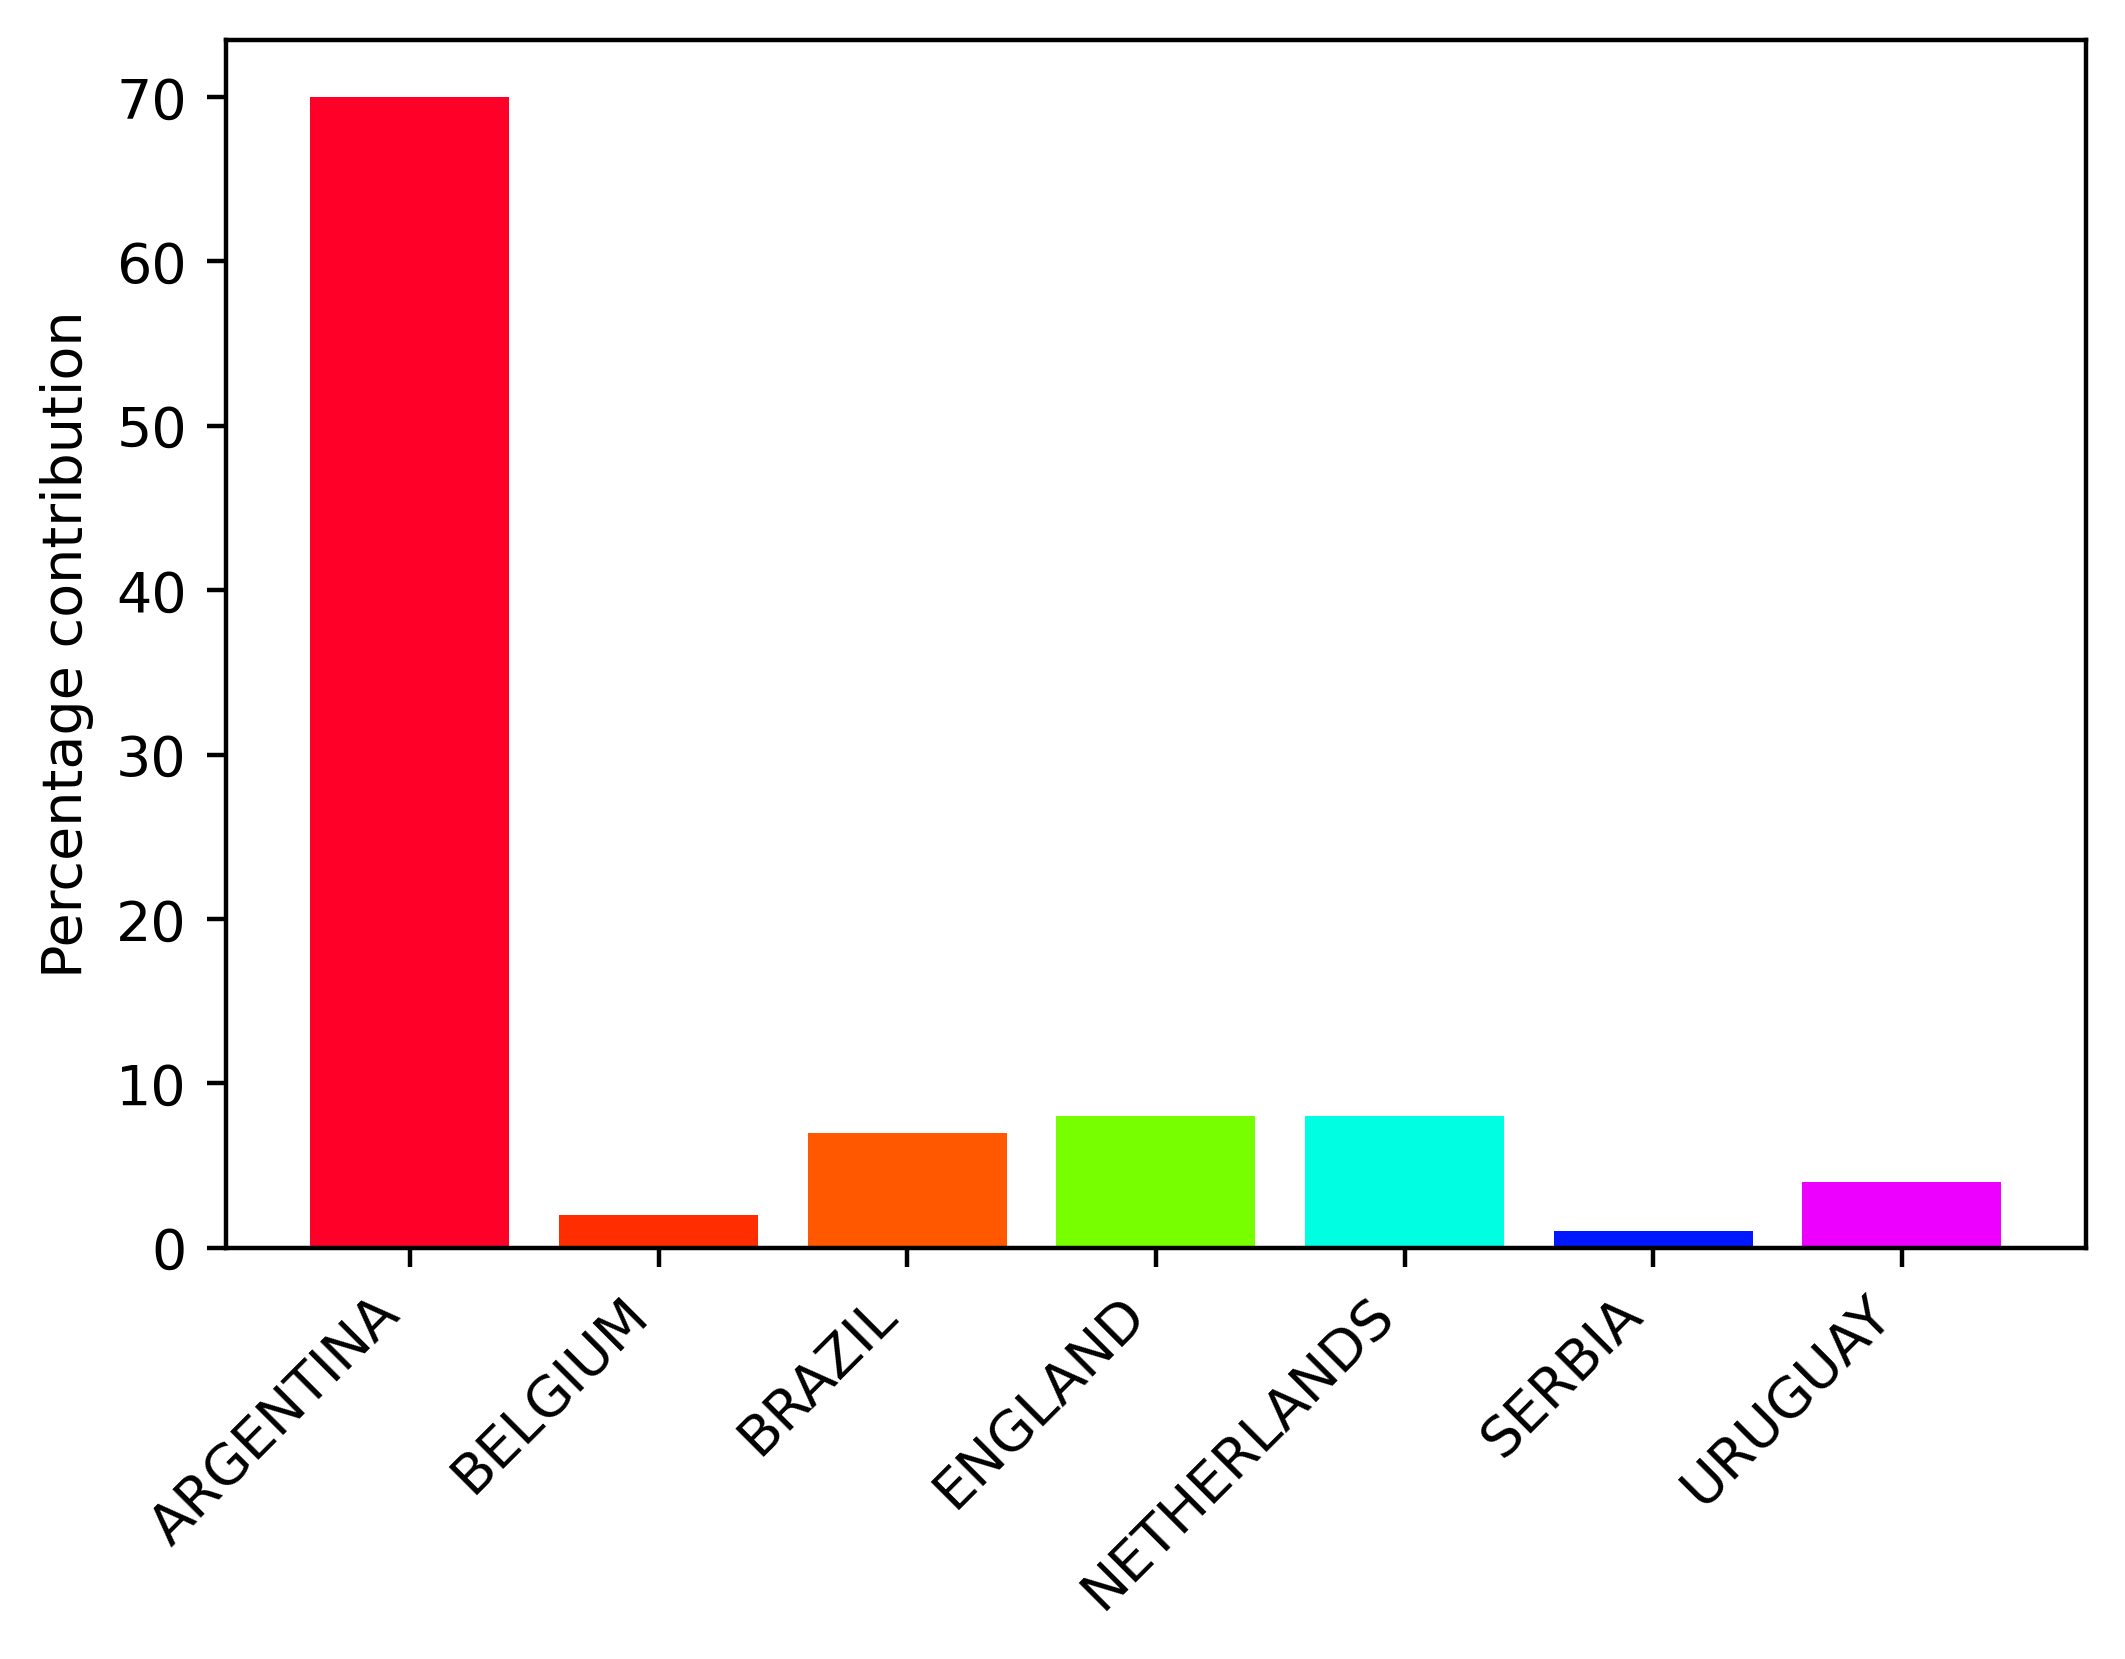 Percentage contribution
70
60
50
40
30
20
10
0
ARGENTINA
BELGIUM
BRAZIL
ENGLAND
NETHERLANDS
SERBIA
URUGUAY